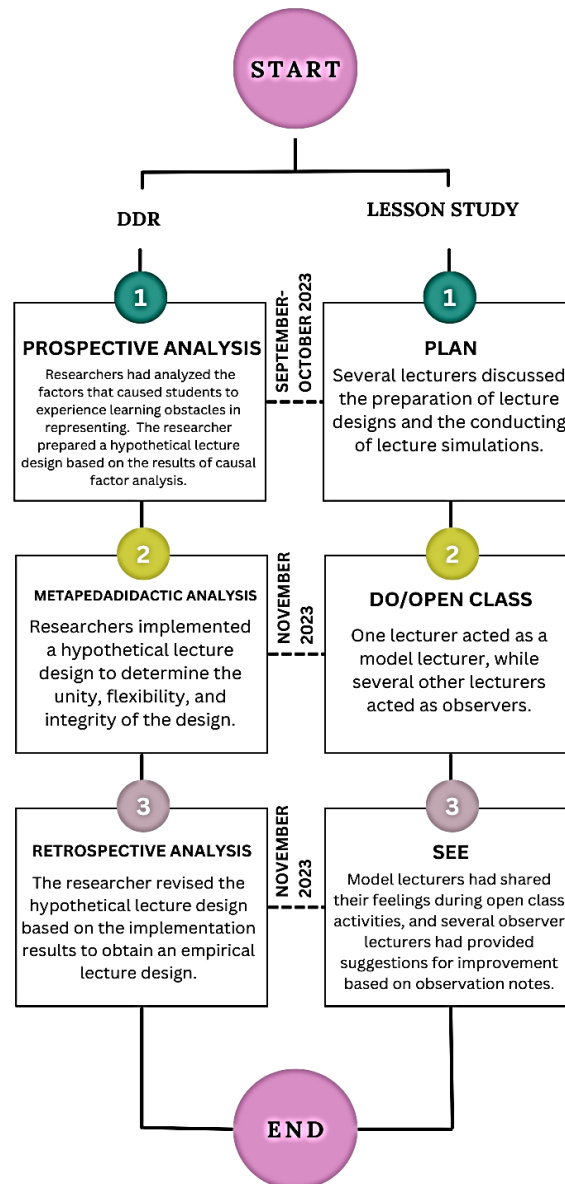 START
DDR
LESSON STUDY
1
PROSPECTIVE ANALYSIS
Researchers had analyzed the
factors that caused students to
experience learning obstacles in
representing. The researcher
prepared a hypothetical lecture
design based on the results of causal
factor analysis.
SEPTEMBER-
OCTOBER 2023
1
PLAN
Several lecturers discussed
the preparation of lecture
designs and the conducting
of lecture simulations.
2
METAPEDADIDACTIC ANALYSIS
Researchers implemented
a hypothetical lecture
design to determine the
unity, flexibility, and
integrity of the design.
NOVEMBER
2023
2
DO/OPEN CLASS
One lecturer acted as a
model lecturer, while
several other lecturers
acted as observers.
3
RETROSPECTIVE ANALYSIS
The researcher revised the
hypothetical lecture design
based on the implementation
results to obtain an empirical
lecture design.
NOVEMBER
2023
3
SEE
Model lecturers had shared
their feelings during open class
activities, and several observer
lecturers had provided
suggestions for improvement
based on observation notes.
END